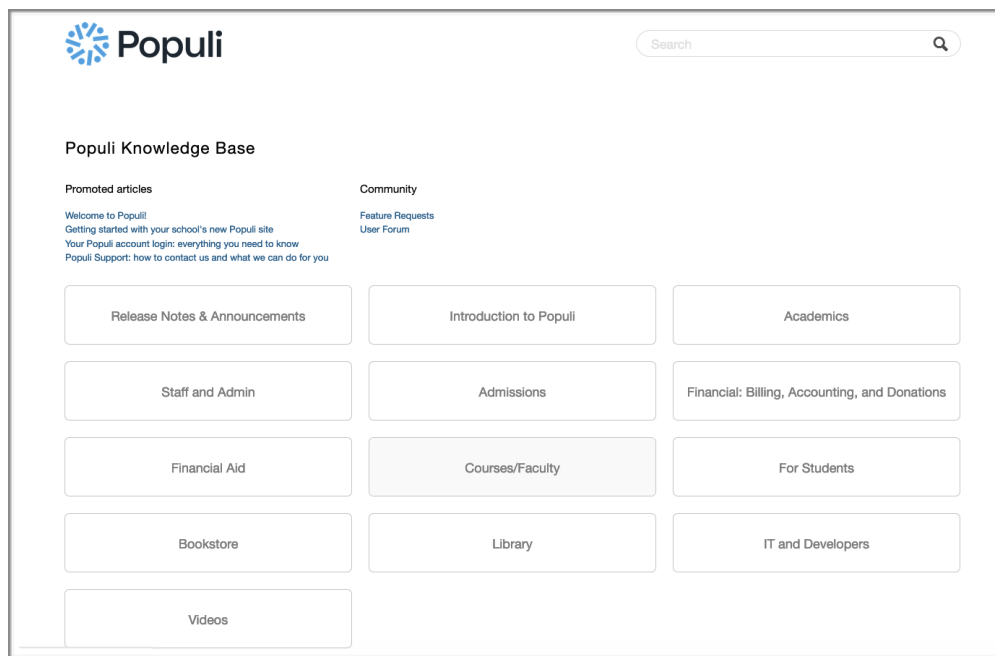 Populi
Search
Populi Knowledge Base
Promoted articles
Community
Welcome to Populi!
Getting started with your school's new Populi site
Your Populi account login: everything you need to know
Populi Support: how to contact us and what we can do for you
Feature Requests
User Forum
Release Notes & Announcements
Introduction to Populi
Academics
Staff and Admin
Admissions
Financial: Billing, Accounting, and Donations
Financial Aid
Courses/Faculty
For Students
Bookstore
Library
IT and Developers
Videos